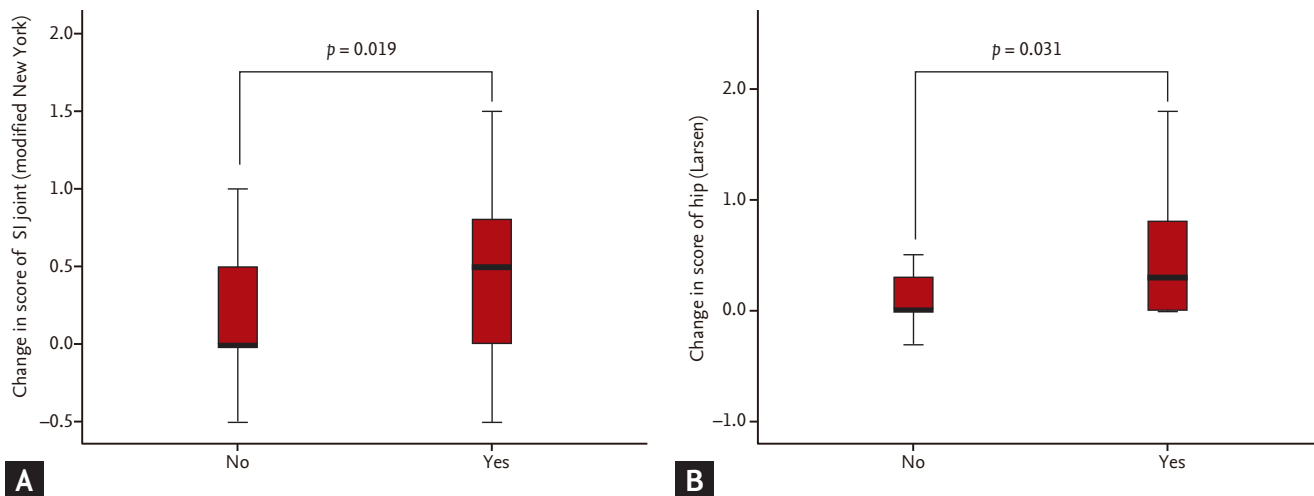 Change in score of SI joint (modified New York)
2.0
1.5
1.0
0.5
0.0
–0.5
p = 0.019
No
Yes
A
Change in score of hip (Larsen)
2.0
1.0
0.0
–1.0
p = 0.031
No
Yes
B